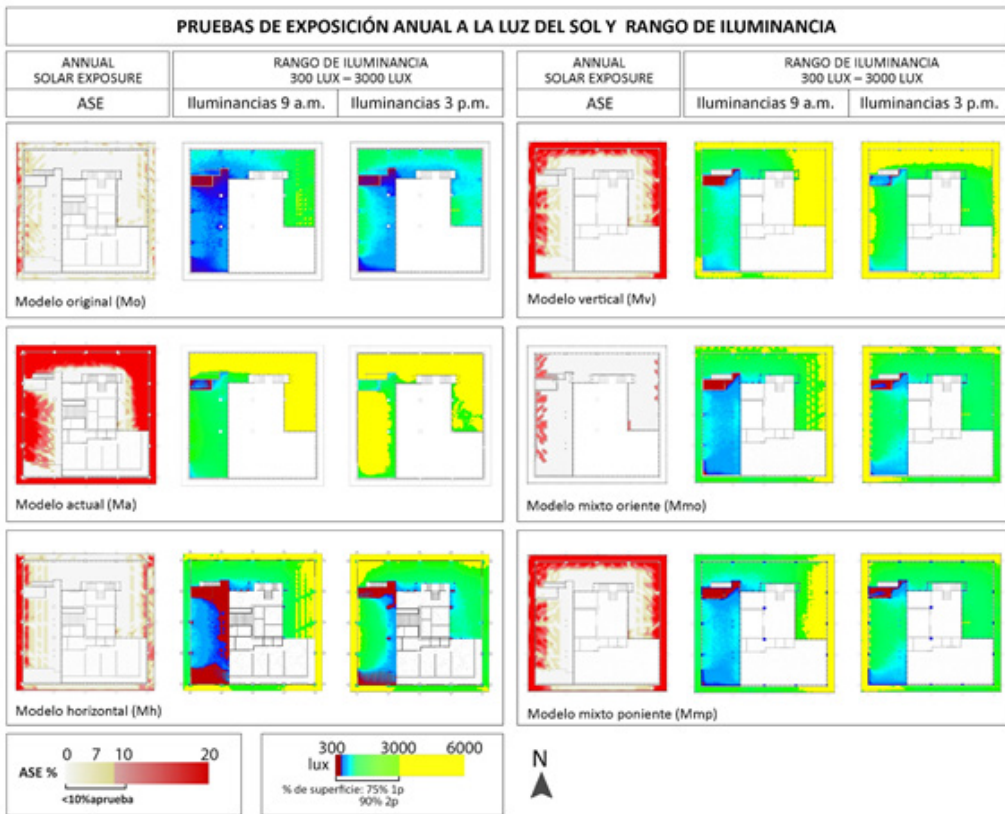 PRUEBAS DE EXPOSICIÓN ANUAL A LA LUZ DEL SOL Y RANGO DE ILUMINANCIA
ANNUAL
SOLAR EXPOSURE
RANGO DE ILUMINANCIA
300 LUX – 3000 LUX
ASE
Iluminancias 9 a.m.
Iluminancias 3 p.m.
ANNUAL
SOLAR EXPOSURE
RANGO DE ILUMINANCIA
300 LUX – 3000 LUX
ASE
Iluminancias 9 a.m.
Iluminancias 3 p.m.
Modelo original (Mo)
Modelo vertical (Mv)
Modelo actual (Ma)
Modelo mixto oriente (Mmo)
Modelo horizontal (Mh)
Modelo mixto poniente (Mmp)
0 7 10 20
ASE %
<10%aprueba
300 3000 6000
lux
% de superficie: 75% 1p
90% 2p
N